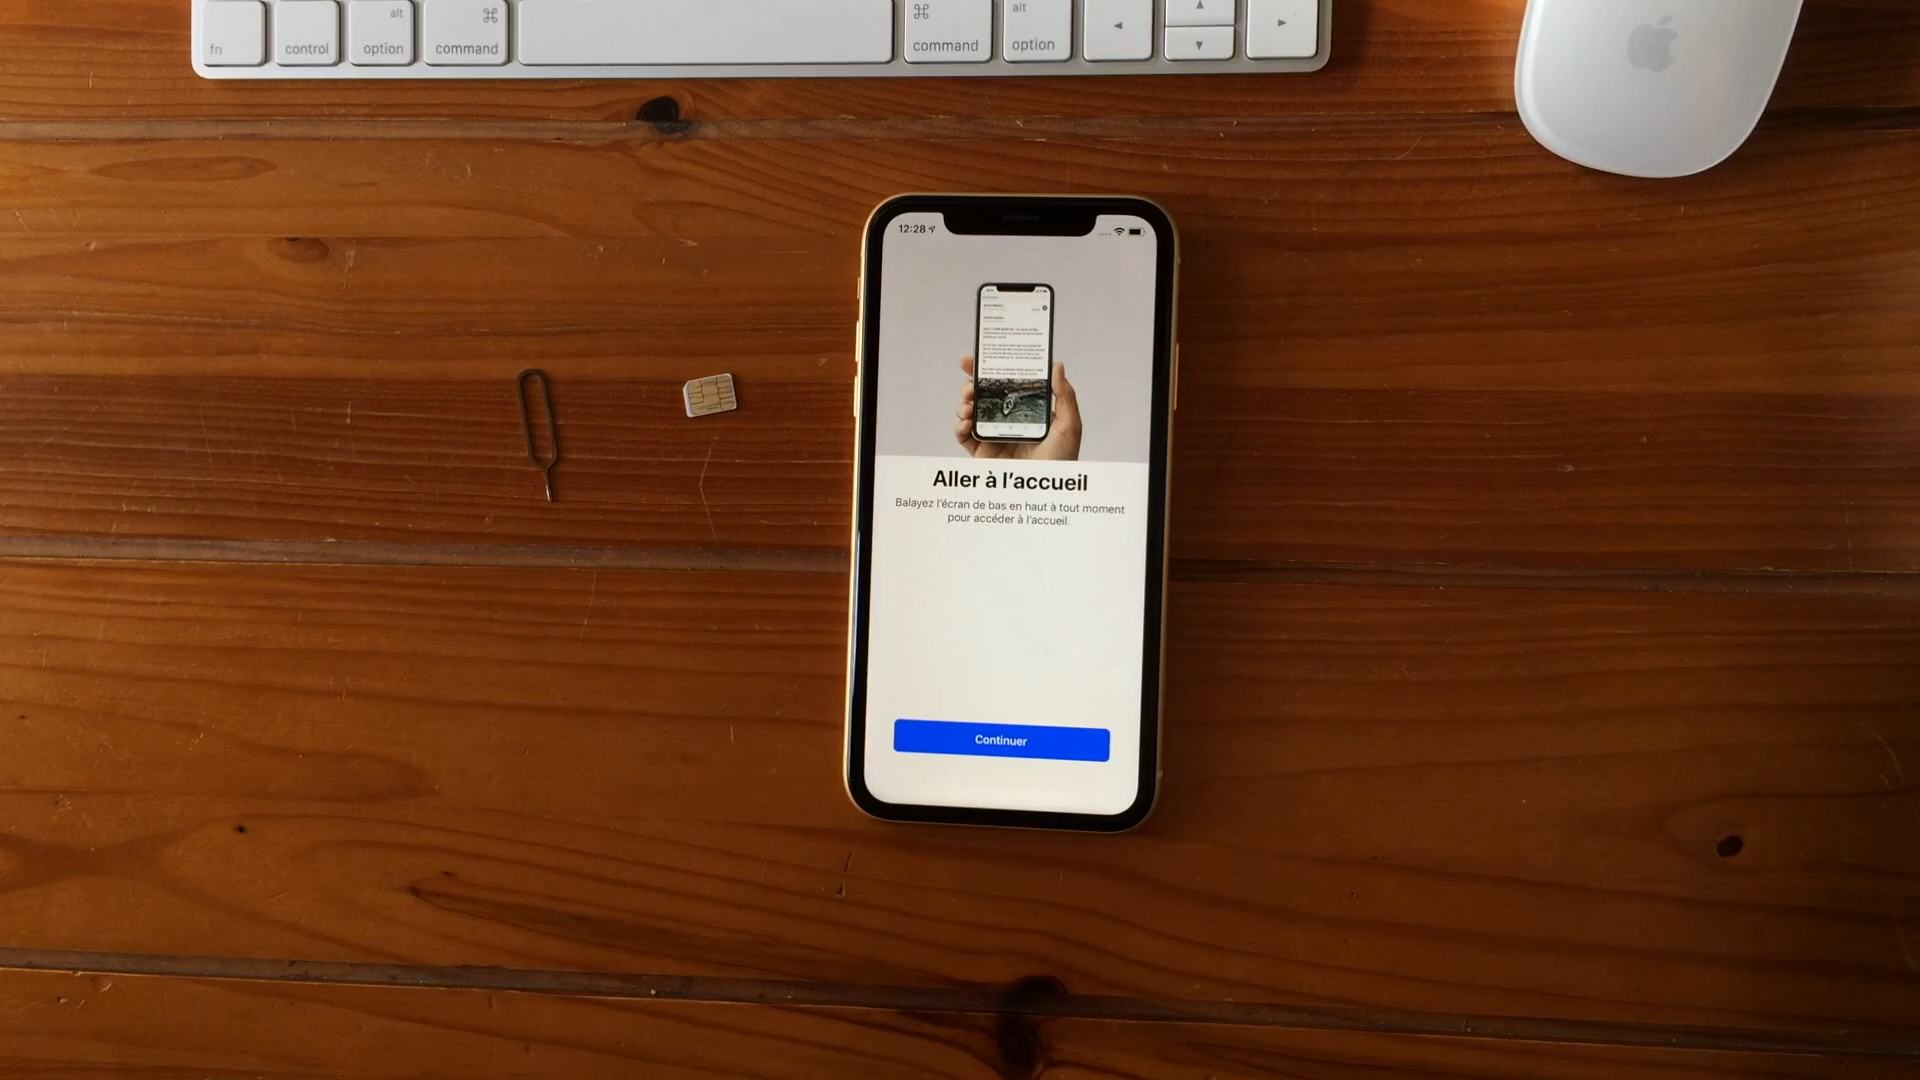 alt ⌘ ⌘ alt
fn control option command command option
12:28
Aller à l'accueil
Balayez l'écran de bas en haut à tout moment
pour accéder à l'accueil.
Continuer